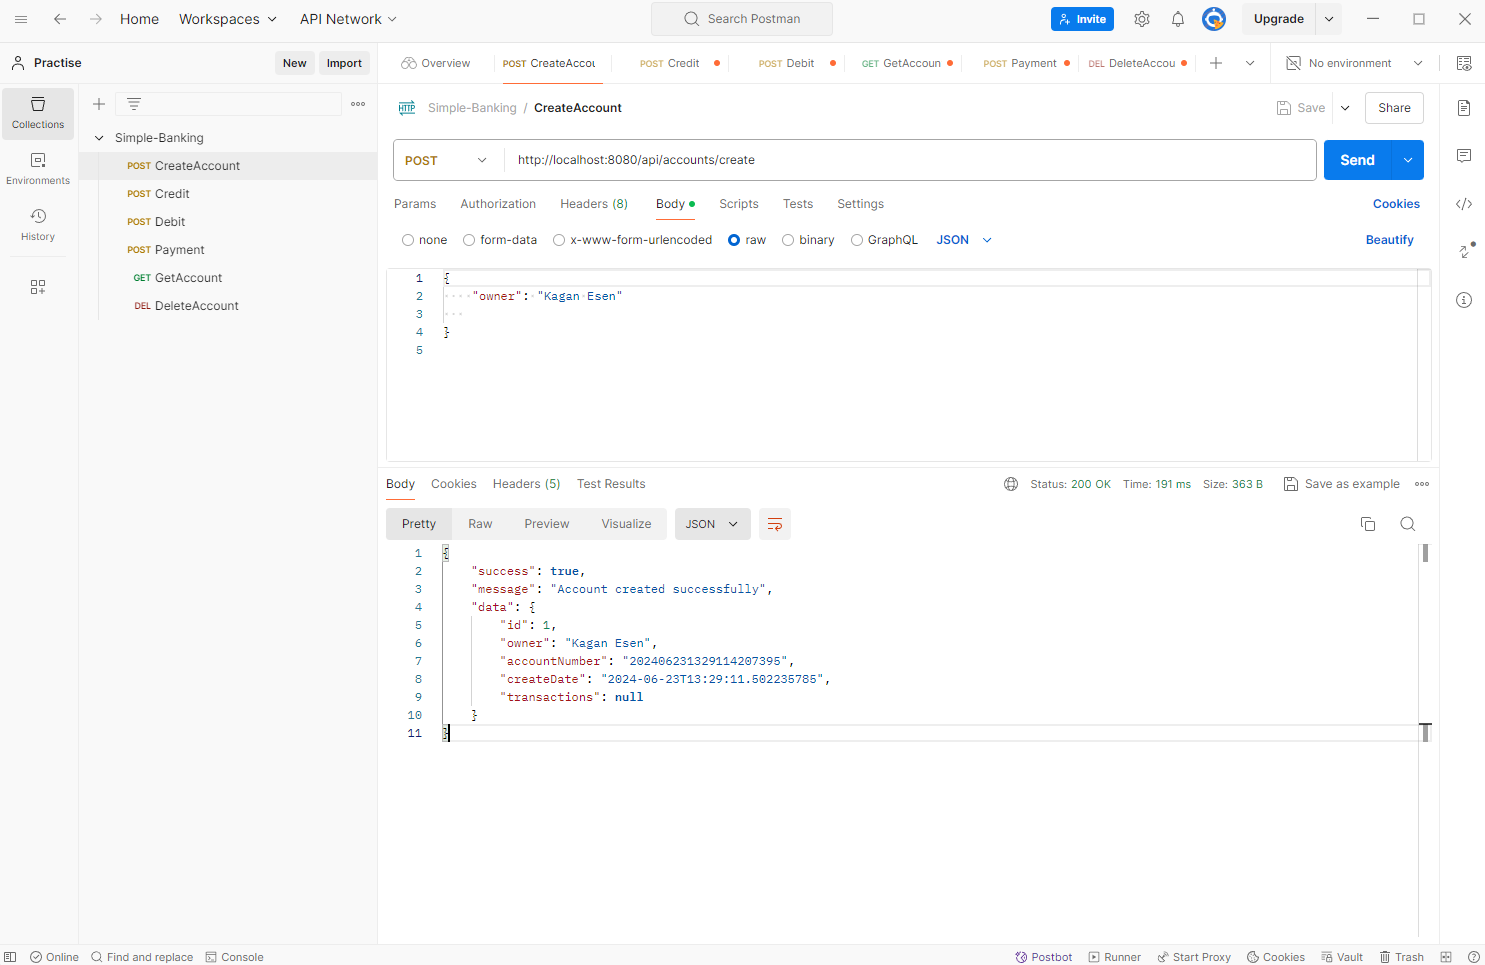 Home Workspaces API Network Search Postman Invite Upgrade
Practise New Import Overview POST CreateAccou POST Credit POST Debit GET GetAccoun POST Payment DEL DeleteAccou No environment
Collections
Environments
History
Simple-Banking
POST CreateAccount
POST Credit
POST Debit
POST Payment
GET GetAccount
DEL DeleteAccount
HTTP Simple-Banking / CreateAccount Save Share
POST http://localhost:8080/api/accounts/create Send
Params Authorization Headers (8) Body Scripts Tests Settings Cookies
none form-data x-www-form-urlencoded raw binary GraphQL JSON Beautify
1 {
2 "owner": "Kagan Esen"
3
4 }
5
Body Cookies Headers (5) Test Results Status: 200 OK Time: 191 ms Size: 363 B Save as example
Pretty Raw Preview Visualize JSON
1 {
2 "success": true,
3 "message": "Account created successfully",
4 "data": {
5 "id": 1,
6 "owner": "Kagan Esen",
7 "accountNumber": "202406231329114207395",
8 "createDate": "2024-06-23T13:29:11.502235785",
9 "transactions": null
10 }
11 }
Online Find and replace Console Postbot Runner Start Proxy Cookies Vault Trash